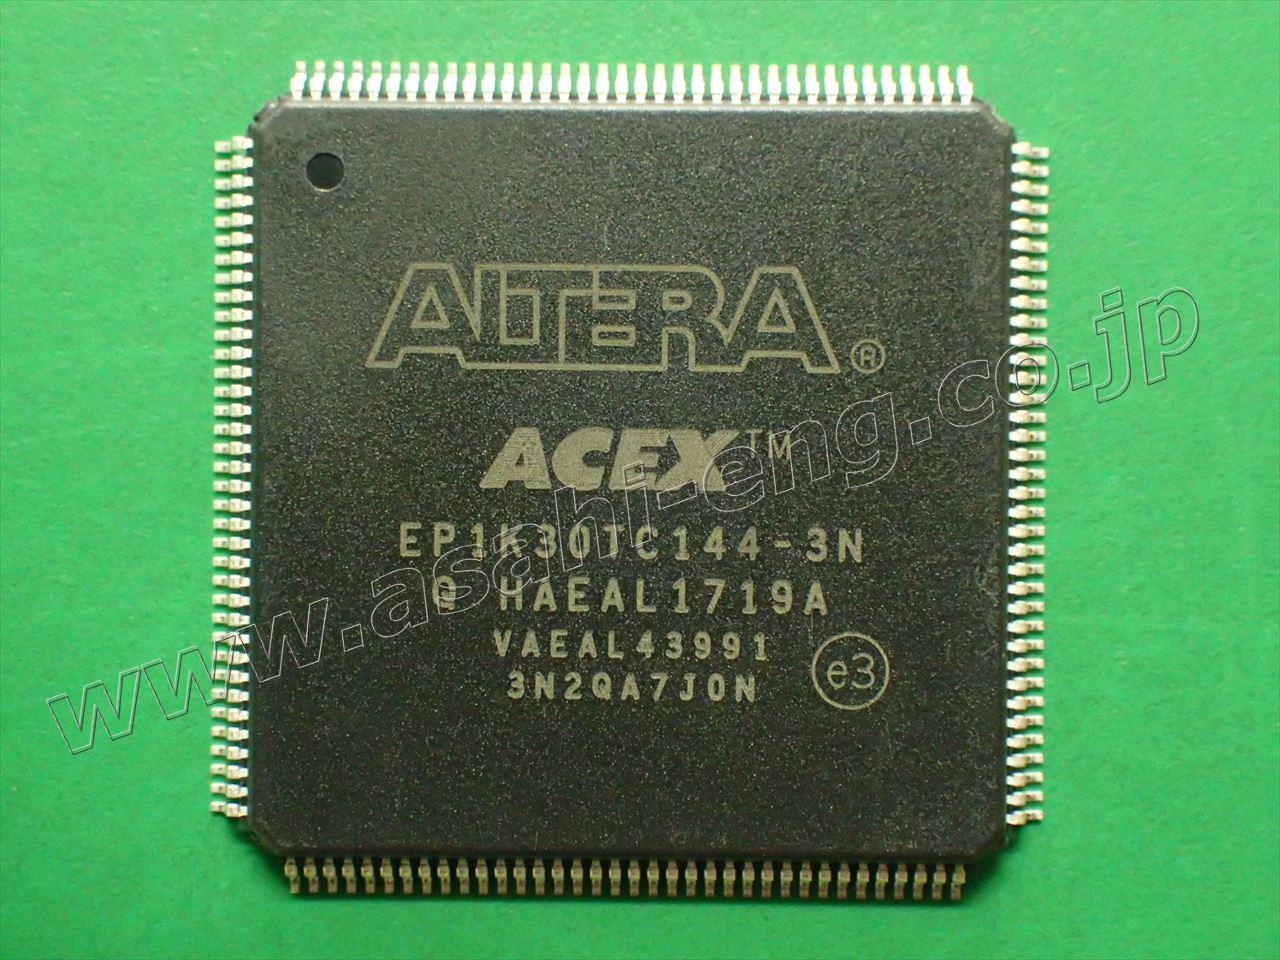 ALTERA®
ACEX™
EP1K30TC144-3N
Q HAEAL1719A
VAEAL43991
3N2QA7J0N
e3
www.asahi-eng.co.jp